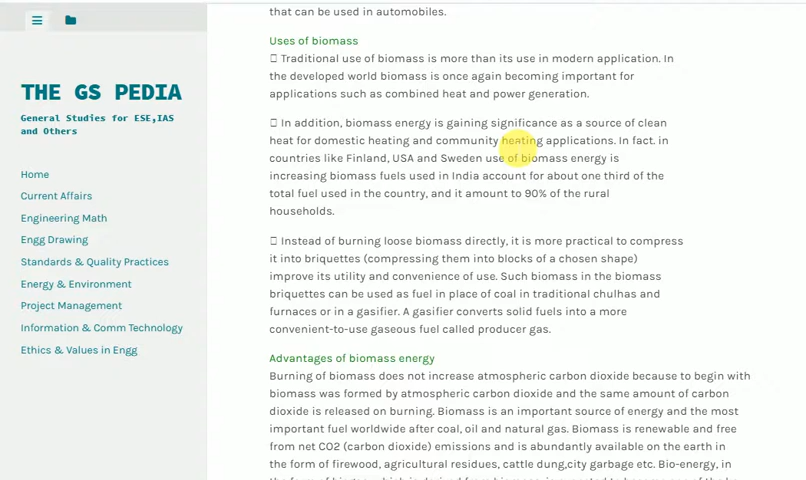 that can be used in automobiles.
THE GS PEDIA
General Studies for ESE,IAS
and Others
Home
Current Affairs
Engineering Math
Engg Drawing
Standards & Quality Practices
Energy & Environment
Project Management
Information & Comm Technology
Ethics & Values in Engg
Uses of biomass
Traditional use of biomass is more than its use in modern application. In
the developed world biomass is once again becoming important for
applications such as combined heat and power generation.
In addition, biomass energy is gaining significance as a source of clean
heat for domestic heating and community heating applications. In fact. in
countries like Finland, USA and Sweden use of biomass energy is
increasing biomass fuels used in India account for about one third of the
total fuel used in the country, and it amount to 90% of the rural
households.
Instead of burning loose biomass directly, it is more practical to compress
it into briquettes (compressing them into blocks of a chosen shape)
improve its utility and convenience of use. Such biomass in the biomass
briquettes can be used as fuel in place of coal in traditional chulhas and
furnaces or in a gasifier. A gasifier converts solid fuels into a more
convenient-to-use gaseous fuel called producer gas.
Advantages of biomass energy
Burning of biomass does not increase atmospheric carbon dioxide because to begin with
biomass was formed by atmospheric carbon dioxide and the same amount of carbon
dioxide is released on burning. Biomass is an important source of energy and the most
important fuel worldwide after coal, oil and natural gas. Biomass is renewable and free
from net CO2 (carbon dioxide) emissions and is abundantly available on the earth in
the form of firewood, agricultural residues, cattle dung,city garbage etc. Bio-energy, in